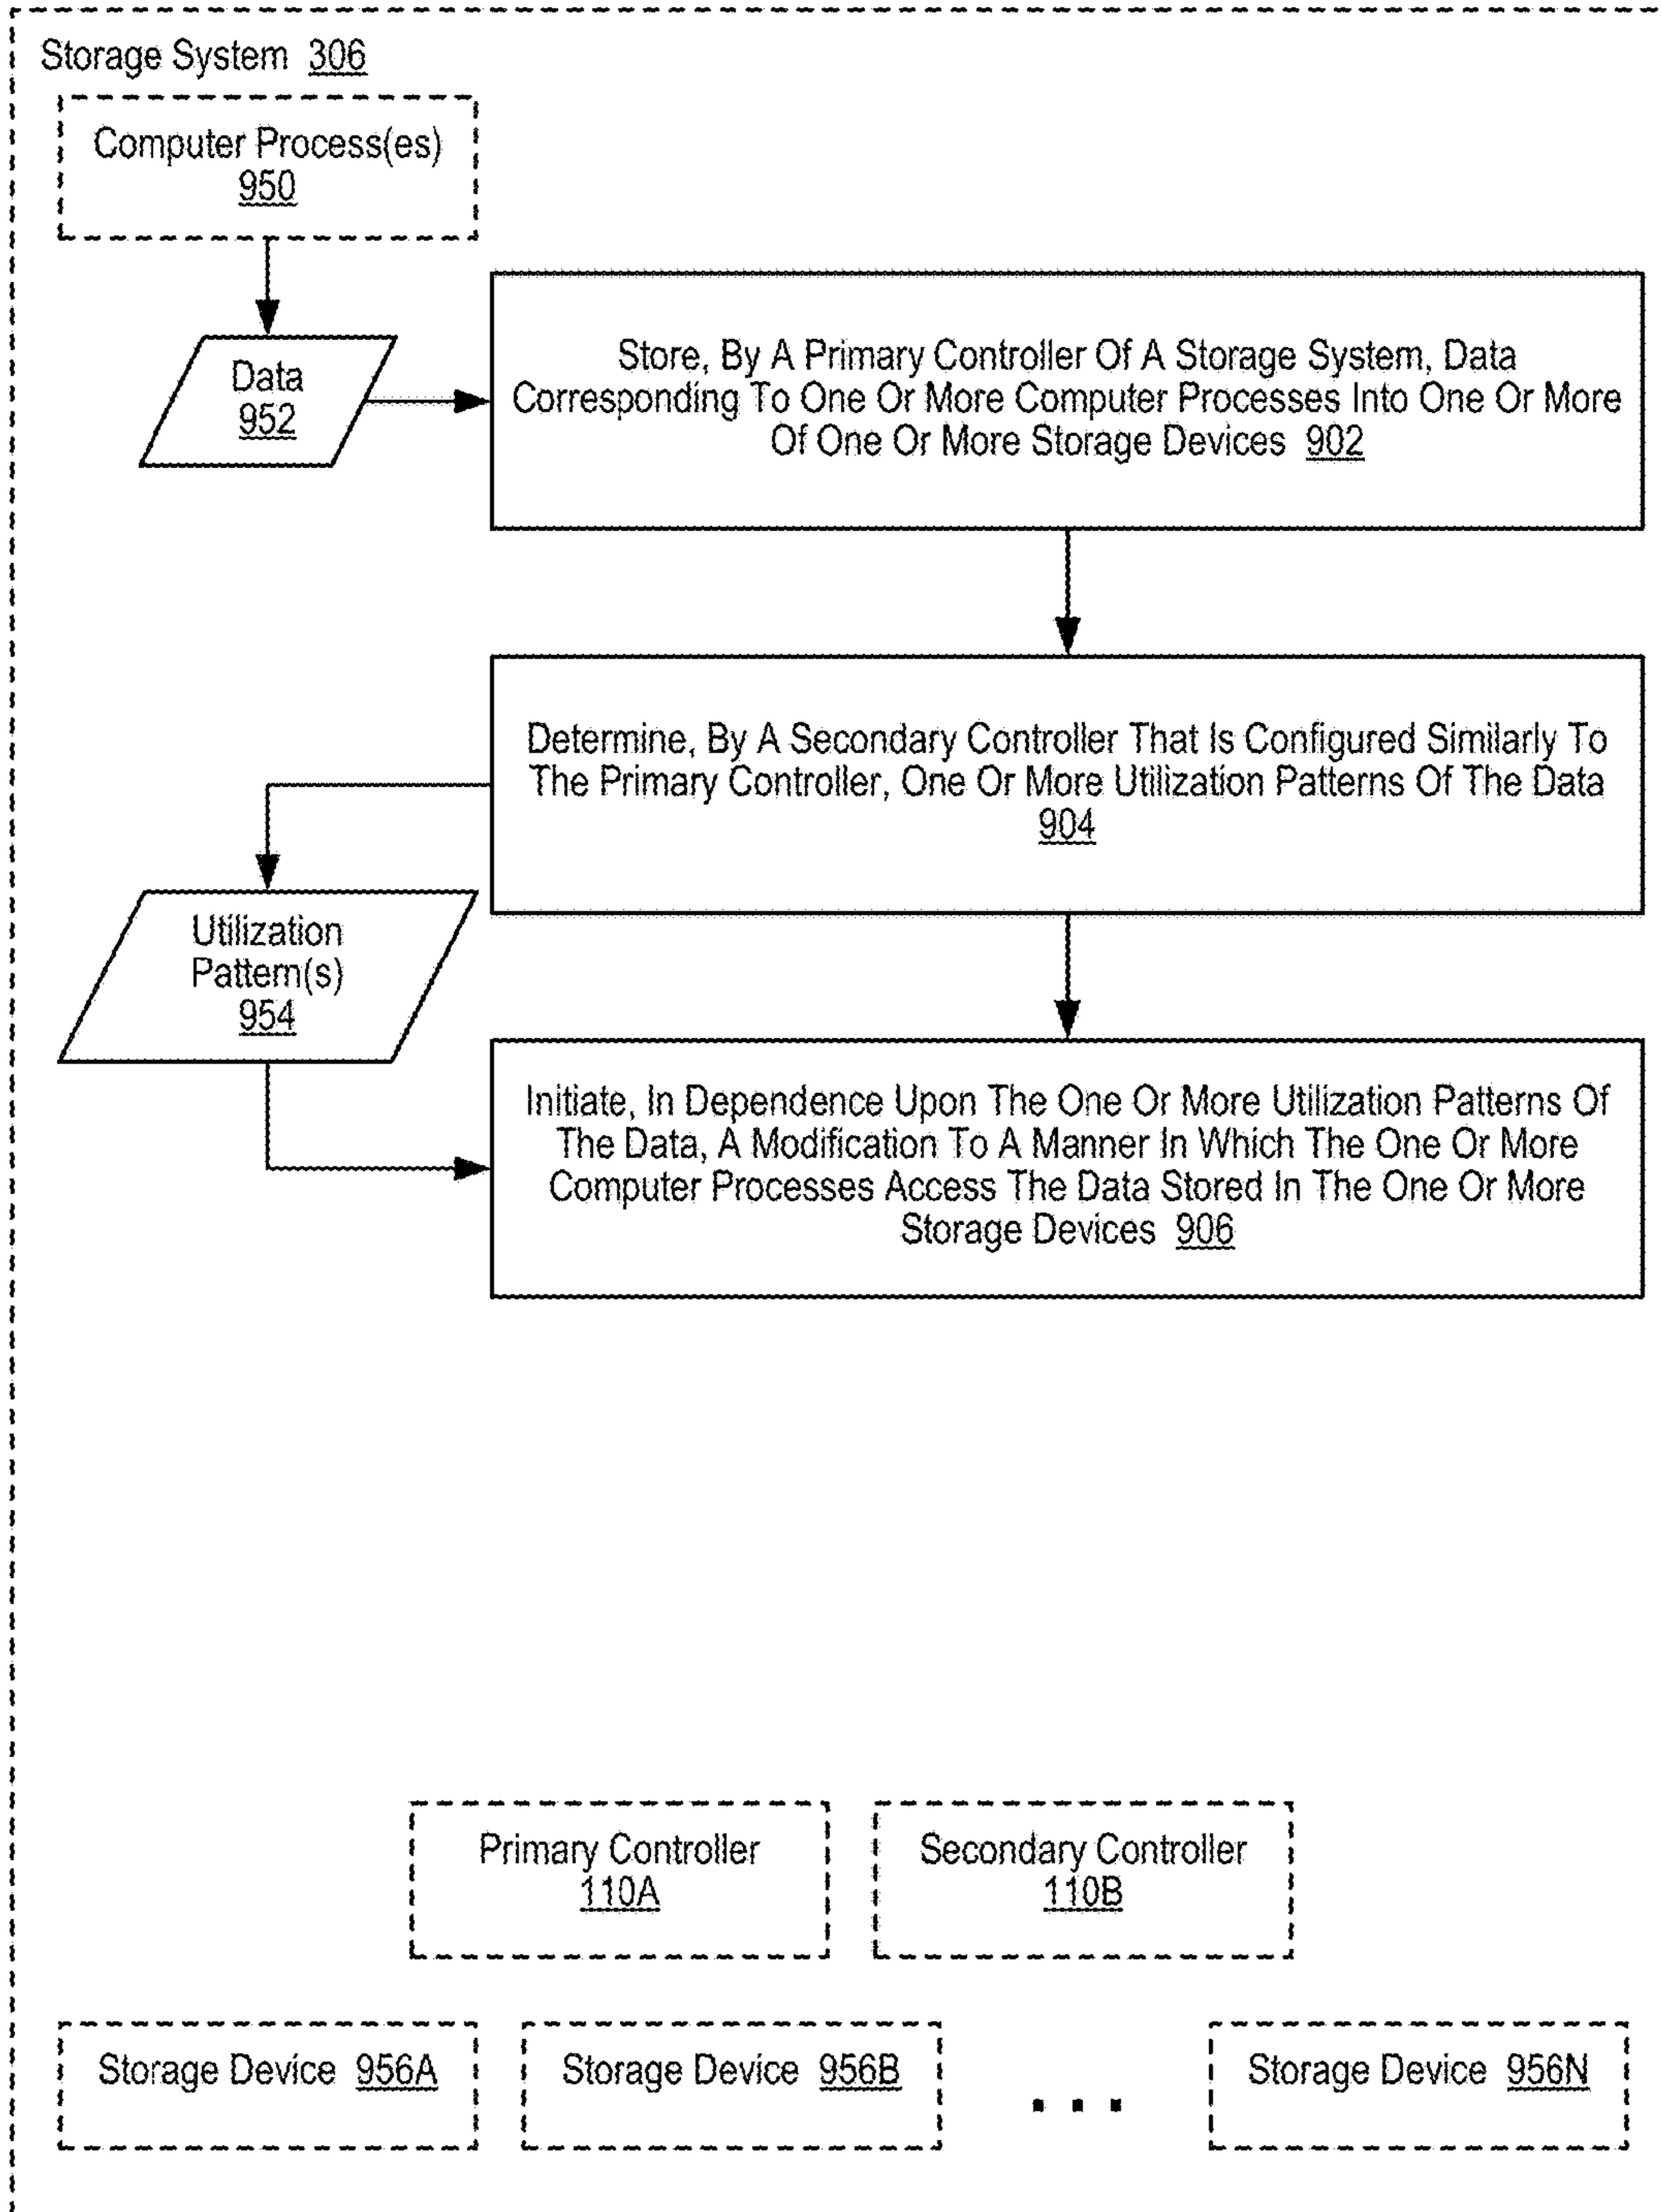 Storage System 306
Computer Process(es)
950
Data
952
Store, By A Primary Controller Of A Storage System, Data
Corresponding To One Or More Computer Processes Into One Or More
Of One Or More Storage Devices 902
Determine, By A Secondary Controller That Is Configured Similarly To
The Primary Controller, One Or More Utilization Patterns Of The Data
904
Utilization
Pattern(s)
954
Initiate, In Dependence Upon The One Or More Utilization Patterns Of
The Data, A Modification To A Manner In Which The One Or More
Computer Processes Access The Data Stored In The One Or More
Storage Devices 906
Primary Controller
110A
Secondary Controller
110B
Storage Device 956A
Storage Device 956B
. . .
Storage Device 956N